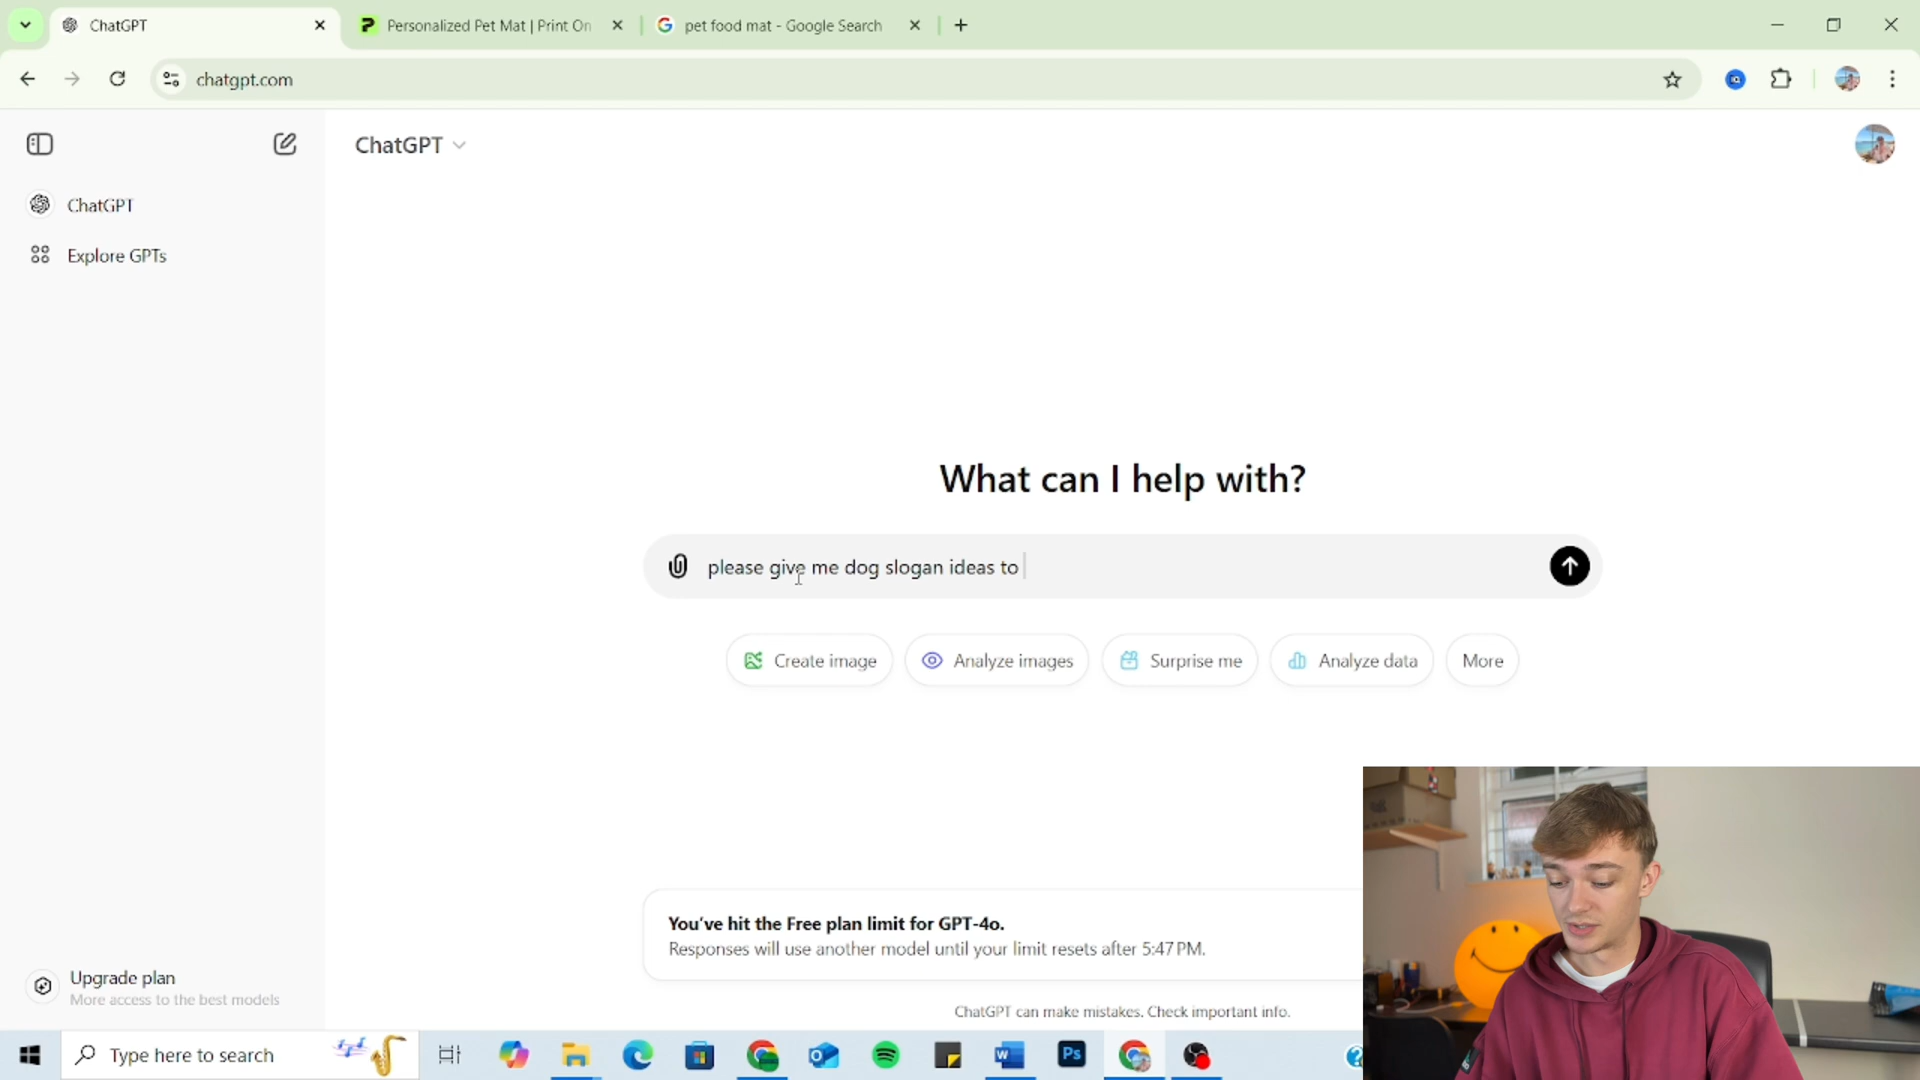 ChatGPT
Personalized Pet Mat | Print On
pet food mat - Google Search
chatgpt.com
ChatGPT
ChatGPT
Explore GPTs
What can I help with?
please give me dog slogan ideas to
Create image
Analyze images
Surprise me
Analyze data
More
You've hit the Free plan limit for GPT-4o.
Responses will use another model until your limit resets after 5:47 PM.
Upgrade plan
More access to the best models
ChatGPT can make mistakes. Check important info.
Type here to search
W
Ps